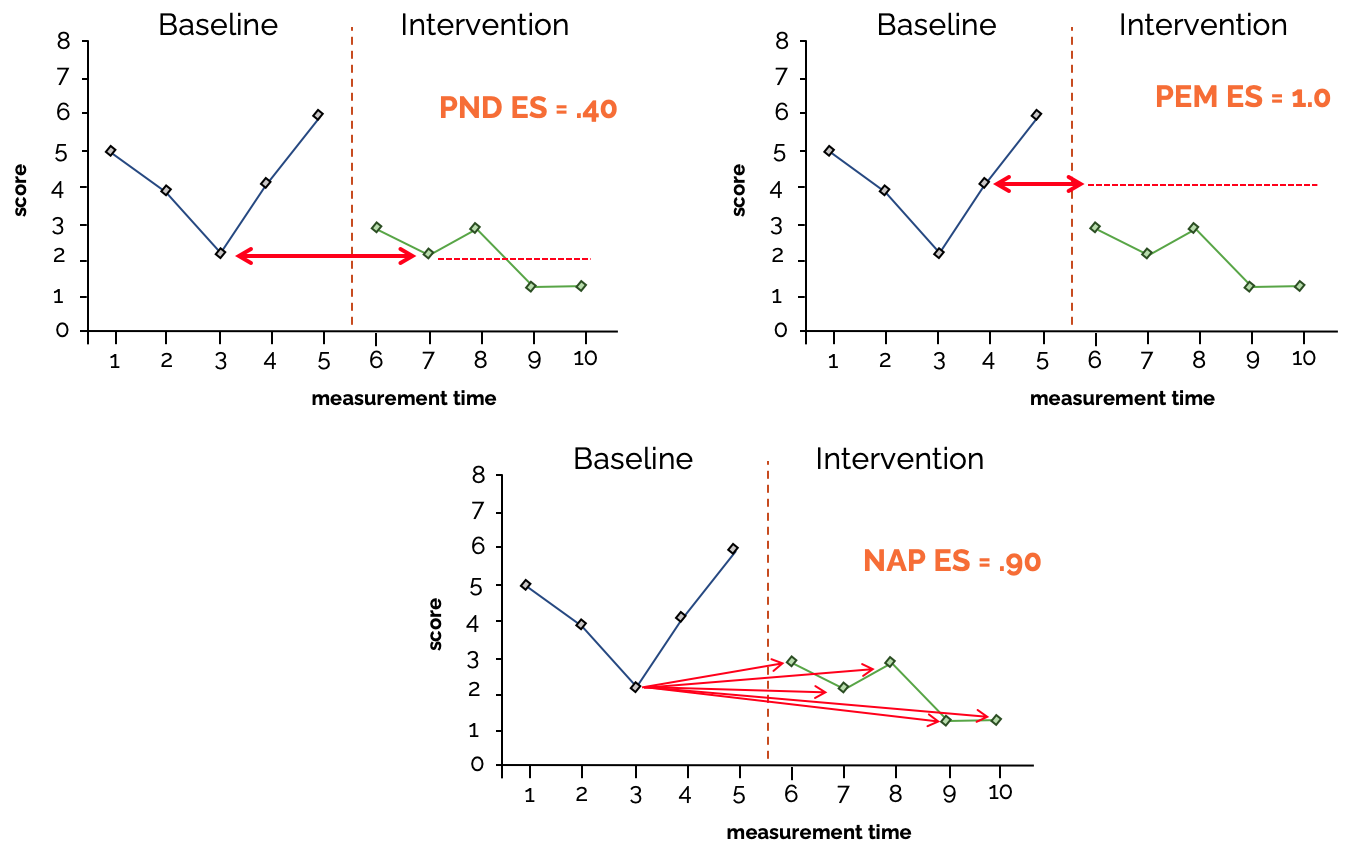 Baseline Intervention
8
7
PND ES = .40
6
5
4
3
2
1
0
score
1 2 3 4 5 6 7 8 9 10
measurement time
Baseline Intervention
8
7
PEM ES = 1.0
6
5
4
3
2
1
0
score
1 2 3 4 5 6 7 8 9 10
measurement time
Baseline Intervention
8
7
6
NAP ES = .90
5
4
3
2
1
0
score
1 2 3 4 5 6 7 8 9 10
measurement time